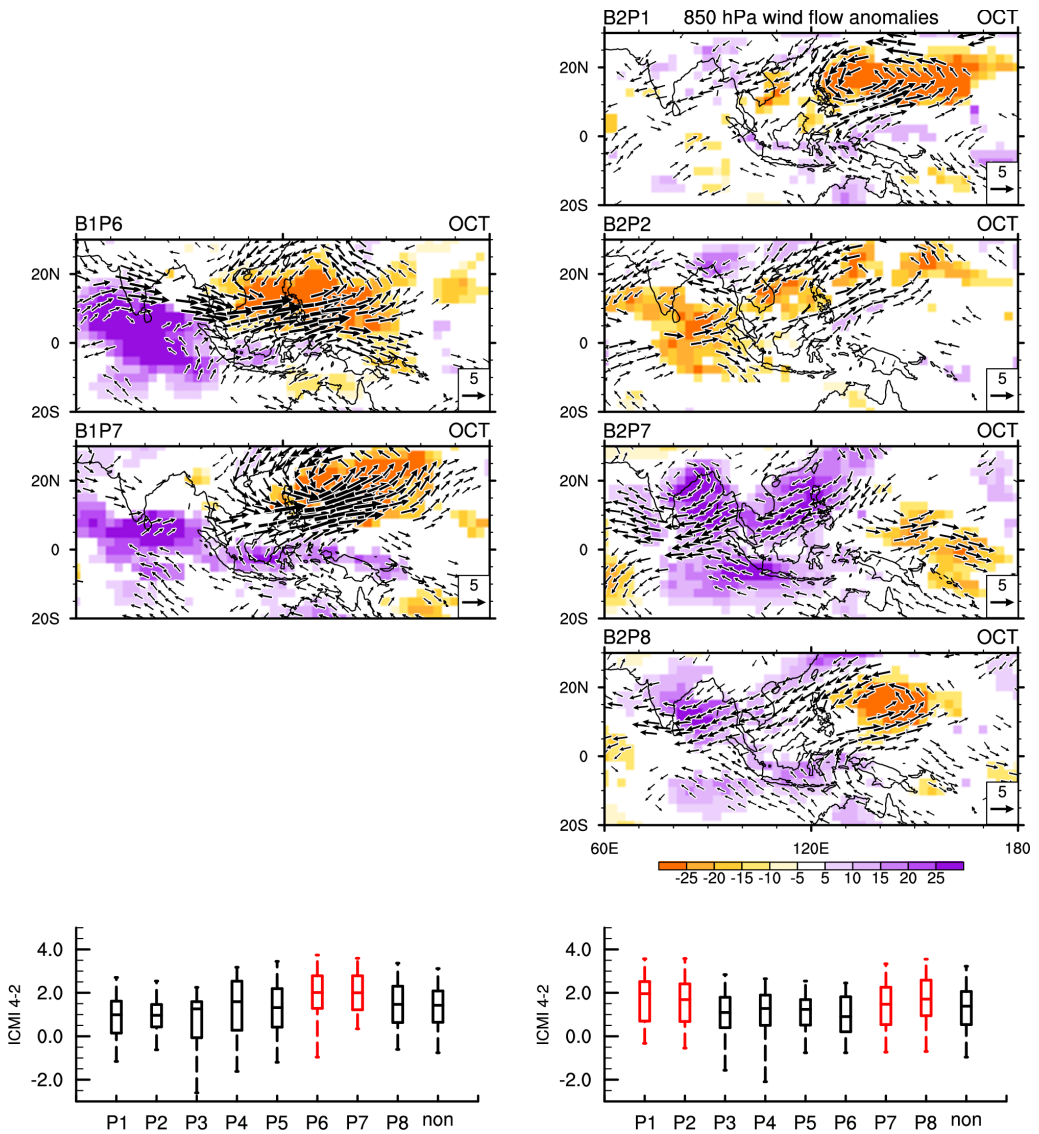 B2P1 850 hPa wind flow anomalies OCT
20N
0
20S
5
B1P6 OCT
20N
0
20S
5
B2P2 OCT
20N
0
20S
5
B1P7 OCT
20N
0
20S
5
B2P7 OCT
20N
0
20S
5
B2P8 OCT
20N
0
20S
5
60E 120E 180
-25 -20 -15 -10 -5 5 10 15 20 25
ICMI 4-2
4.0
2.0
0.0
-2.0
P1 P2 P3 P4 P5 P6 P7 P8 non
ICMI 4-2
4.0
2.0
0.0
-2.0
P1 P2 P3 P4 P5 P6 P7 P8 non